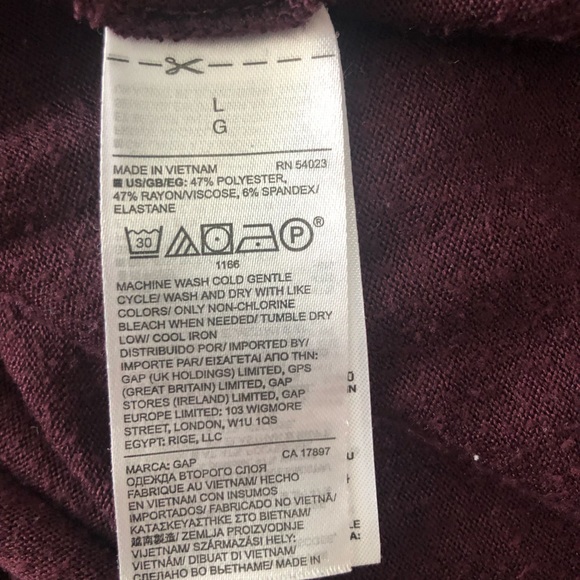 L
G
MADE IN VIETNAM RN 54023
US/GB/EG: 47% POLYESTER,
47% RAYON/VISCOSE, 6% SPANDEX/
ELASTANE
30 P ®
1166
MACHINE WASH COLD GENTLE
CYCLE/ WASH AND DRY WITH LIKE
COLORS/ ONLY NON-CHLORINE
BLEACH WHEN NEEDED/ TUMBLE DRY
LOW/ COOL IRON
DISTRIBUIDO POR/ IMPORTED BY/
IMPORTE PAR/ ΕΙΣΑΓΕΤΑΙ ΑΠΟ ΤΗΝ:
GAP (UK HOLDINGS) LIMITED, GPS
(GREAT BRITAIN) LIMITED, GAP
STORES (IRELAND) LIMITED, GAP
EUROPE LIMITED: 103 WIGMORE
STREET, LONDON, W1U 1QS
EGYPT; RIGE, LLC
MARCA: GAP CA 17897
ОДЕЖДА ВТОРОГО СЛОЯ
FABRIQUE AU VIETNAM/ HECHO
EN VIETNAM CON INSUMOS
IMPORTADOS/ FABRICADO NO VIETNÃ/
ΚΑΤΑΣΚΕΥΑΣΤΗΚΕ ΣΤΟ ΒΙΕΤΝΑΜ/
越南製造/ ZEMLJA PROIZVODNJE
VIJETNAM/ SZÁRMAZÁSI HELY:
VIETNÁM/ DIBUAT DI VIETNAM/
СДЕЛАНО ВО ВЬЕТНАМЕ/ MADE IN